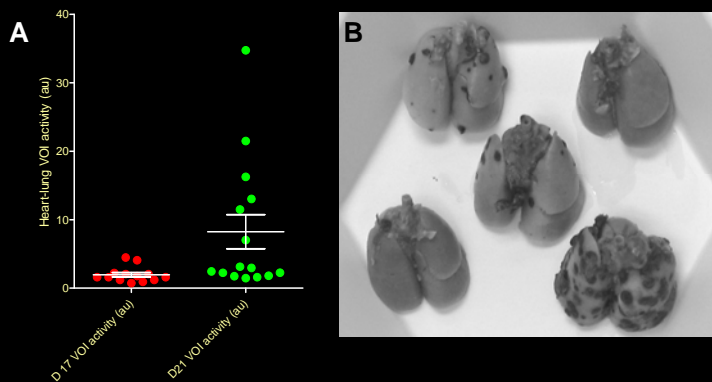 A
B
40
30
20
10
0
Heart-lung VOI activity (au)
D 17 VOI activity (au)
D21 VOI activity (au)